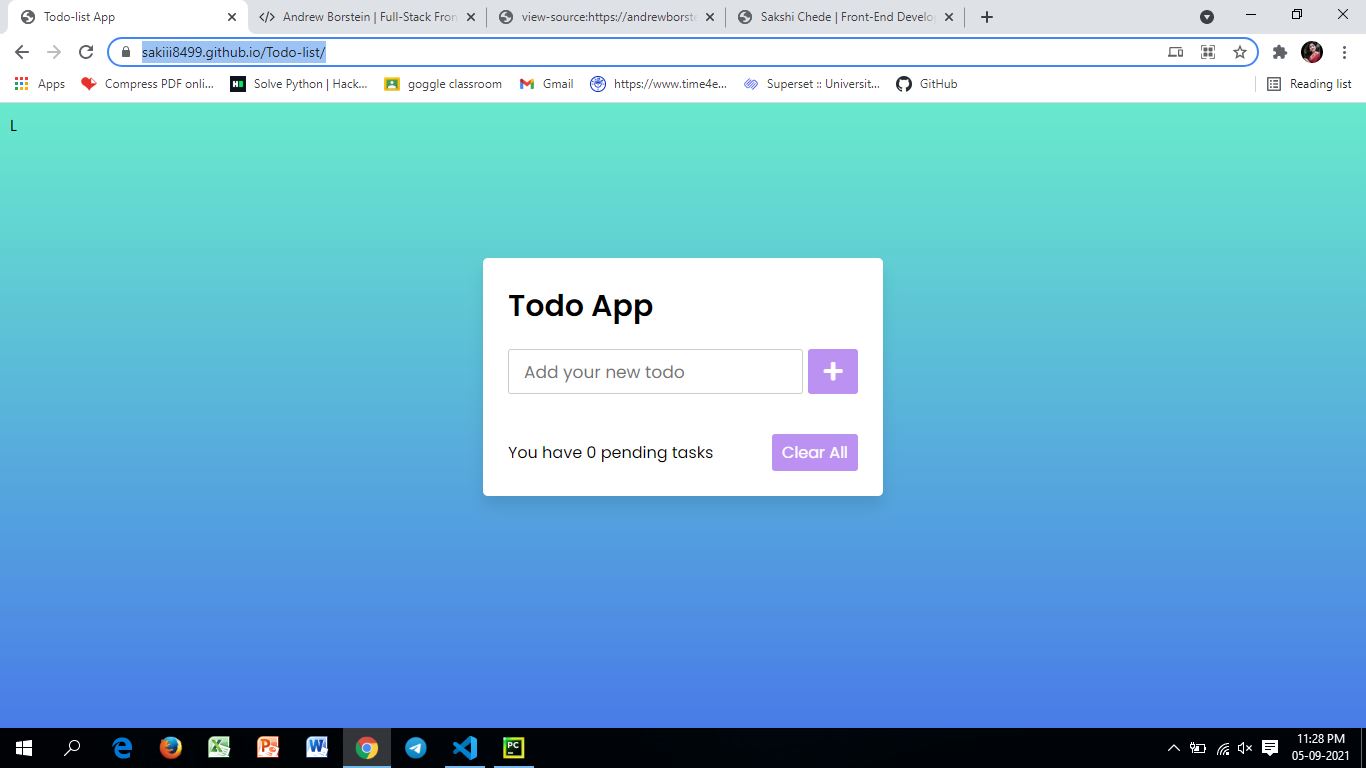 Todo-list App
Andrew Borstein | Full-Stack Fron
view-source:https://andrewborste
Sakshi Chede | Front-End Develop
sakiii8499.github.io/Todo-list/
Apps
Compress PDF onli...
Solve Python | Hack...
goggle classroom
Gmail
https://www.time4e...
Superset :: Universit...
GitHub
Reading list
L
Todo App
Add your new todo
You have 0 pending tasks
Clear All
11:28 PM
05-09-2021